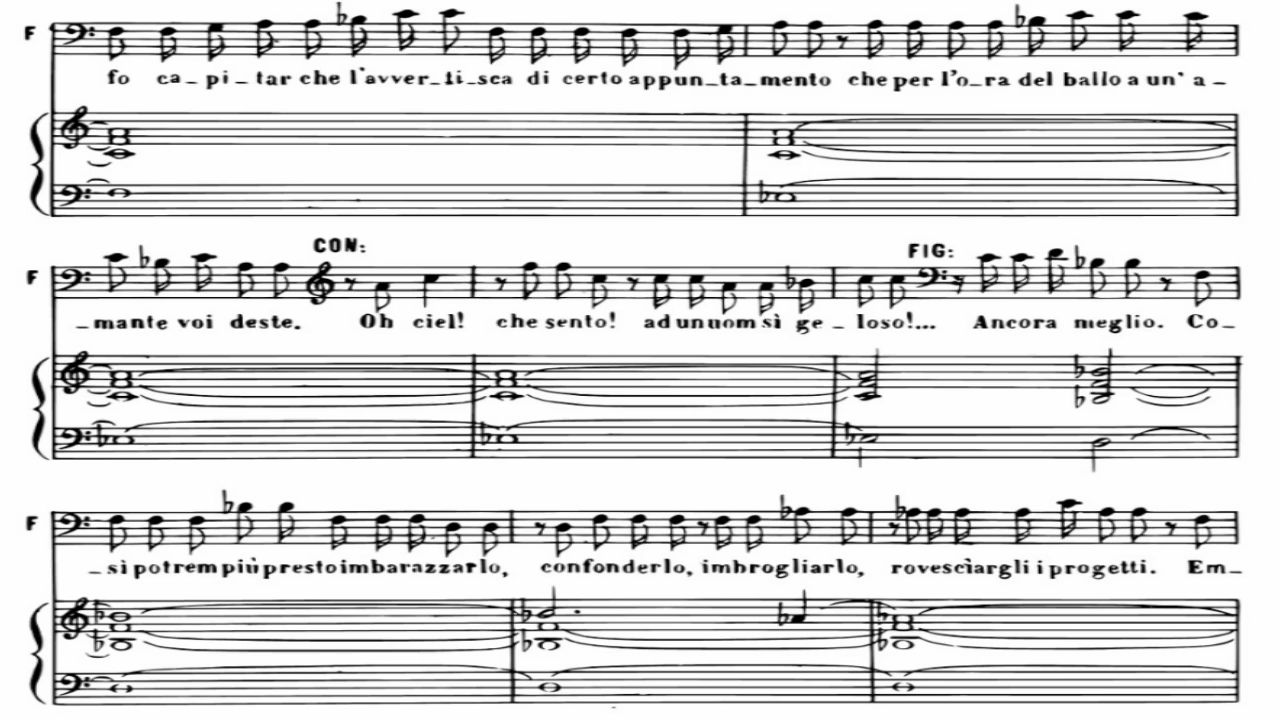 F
fo ca_pi_tar che l'avver_ti_sca di certo appun_ta_mento che per l'o_ra del ballo a un' a_
CON: FIG:
F
_mante voi deste. Oh ciel! che sento! ad un uom sì ge_loso!... Ancora meglio. Co_
F
_sì potrem più presto imbarazzarlo, confonderlo, imbrogliarlo, rovesciargli i progetti. Em_